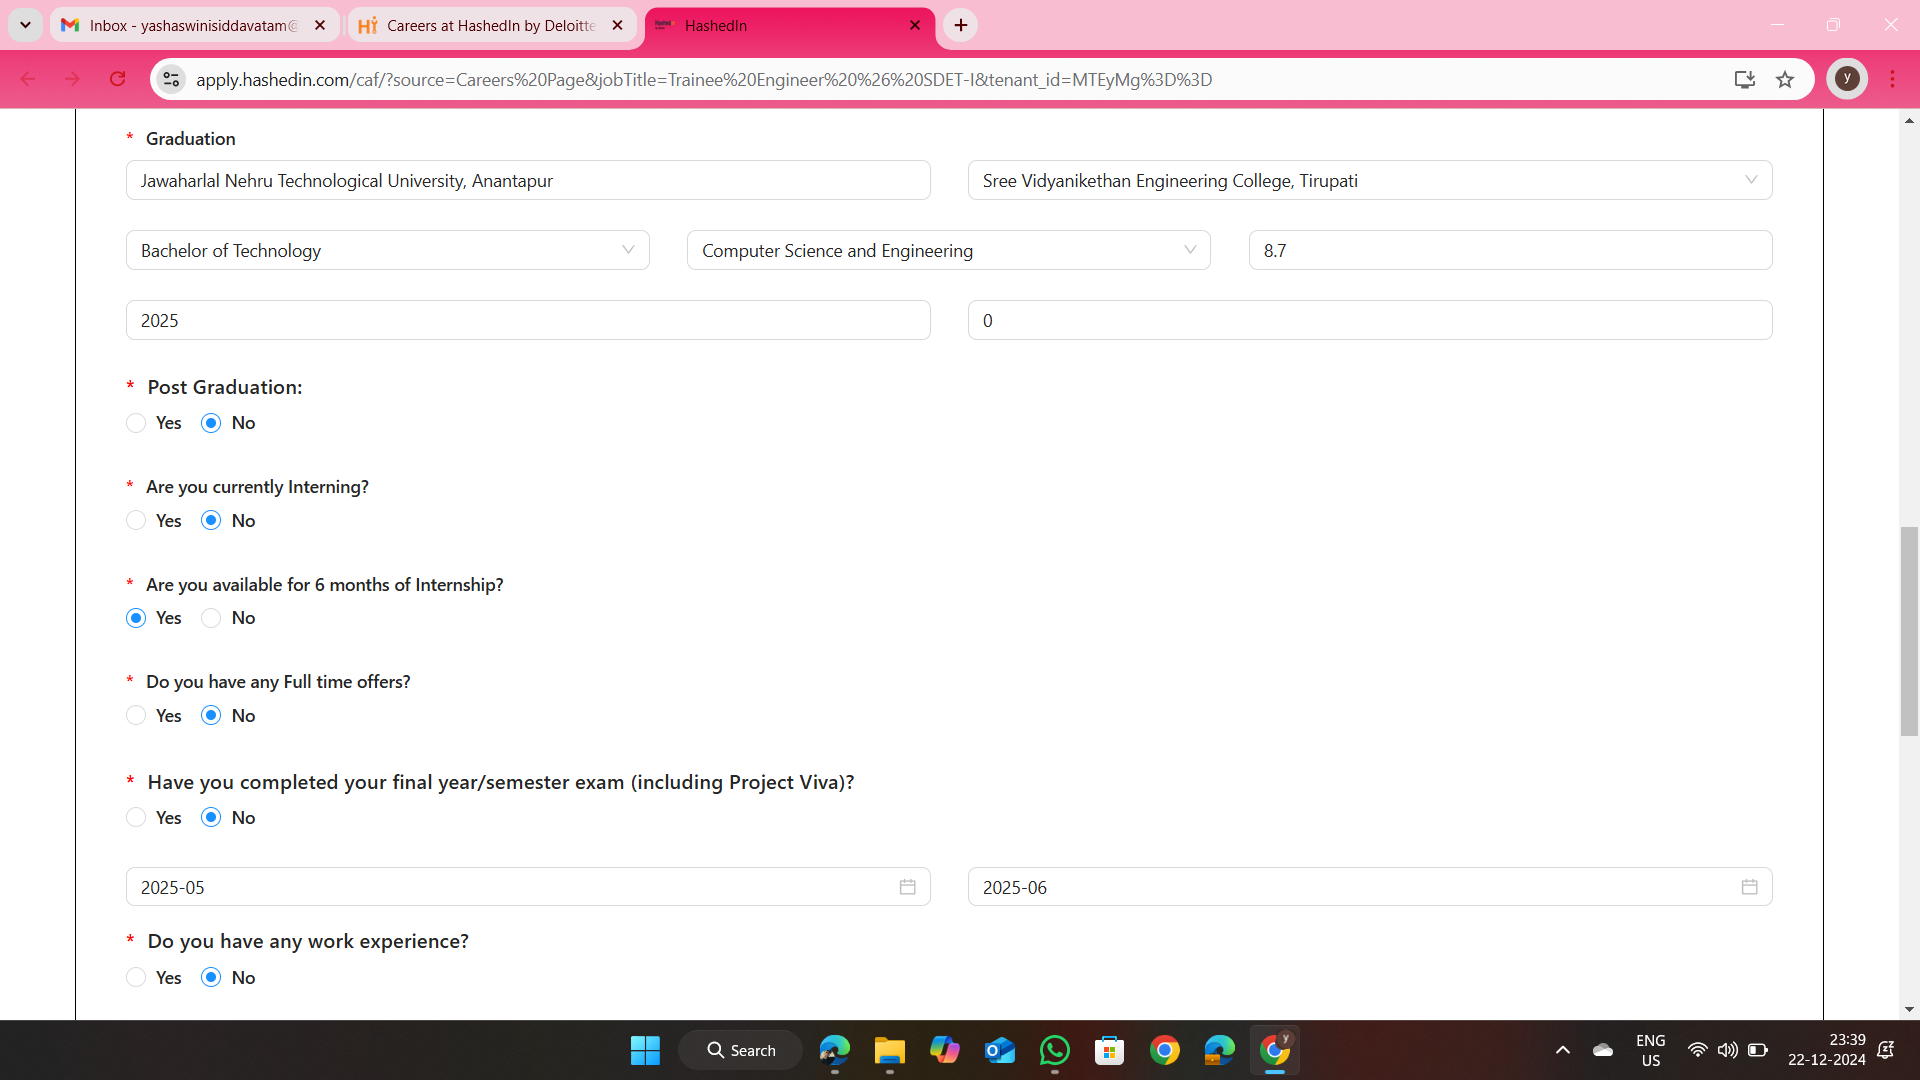 Inbox - yashaswinisiddavatam@
Careers at HashedIn by Deloitte
HashedIn
apply.hashedin.com/caf/?source=Careers%20Page&jobTitle=Trainee%20Engineer%20%26%20SDET-I&tenant_id=MTEyMg%3D%3D
y
* Graduation
Jawaharlal Nehru Technological University, Anantapur
Sree Vidyanikethan Engineering College, Tirupati
Bachelor of Technology
Computer Science and Engineering
8.7
2025
0
* Post Graduation:
Yes No
* Are you currently Interning?
Yes No
* Are you available for 6 months of Internship?
Yes No
* Do you have any Full time offers?
Yes No
* Have you completed your final year/semester exam (including Project Viva)?
Yes No
2025-05
2025-06
* Do you have any work experience?
Yes No
Search
y
ENG
US
23:39
22-12-2024